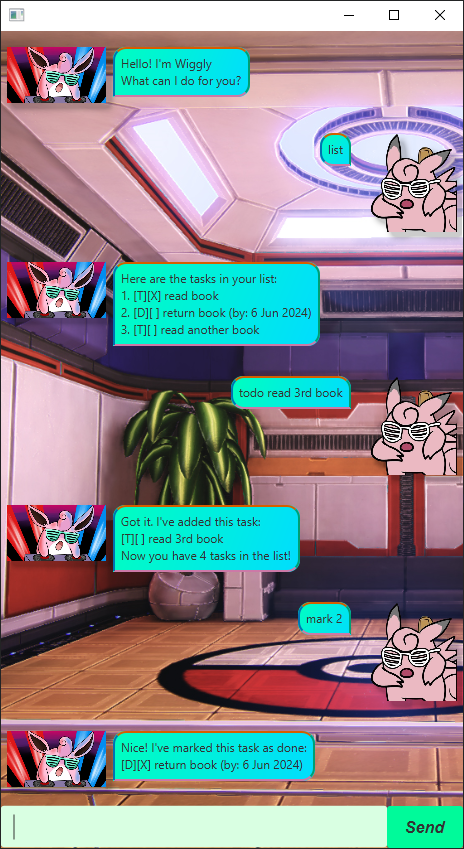 Hello! I'm Wiggly
What can I do for you?
list
Here are the tasks in your list:
1. [T][X] read book
2. [D][ ] return book (by: 6 Jun 2024)
3. [T][ ] read another book
todo read 3rd book
Got it. I've added this task:
[T][ ] read 3rd book
Now you have 4 tasks in the list!
mark 2
Nice! I've marked this task as done:
[D][X] return book (by: 6 Jun 2024)
Send